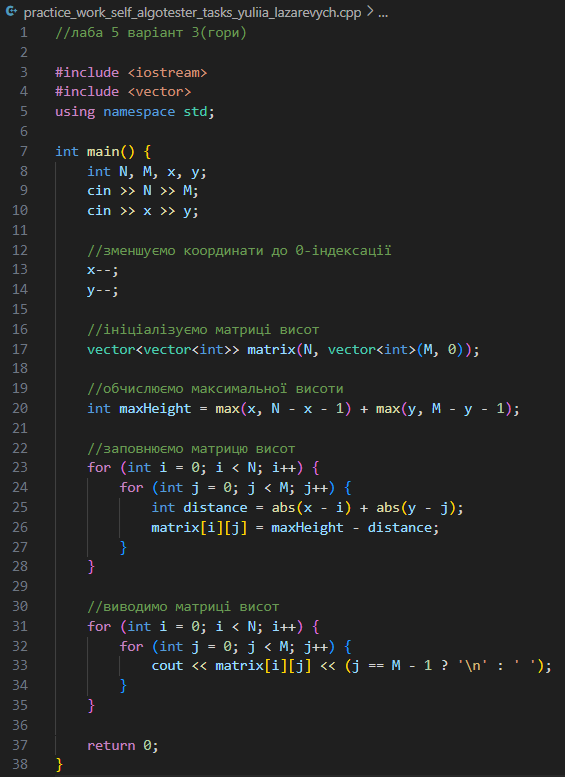 practice_work_self_algotester_tasks_yuliia_lazarevych.cpp > ...
1 //лаба 5 варіант 3(гори)
2
3 #include <iostream>
4 #include <vector>
5 using namespace std;
6
7 int main() {
8     int N, M, x, y;
9     cin >> N >> M;
10     cin >> x >> y;
11
12     //зменшуємо координати до 0-індексації
13     x--;
14     y--;
15
16     //ініціалізуємо матриці висот
17     vector<vector<int>> matrix(N, vector<int>(M, 0));
18
19     //обчислюємо максимальної висоти
20     int maxHeight = max(x, N - x - 1) + max(y, M - y - 1);
21
22     //заповнюємо матрицю висот
23     for (int i = 0; i < N; i++) {
24         for (int j = 0; j < M; j++) {
25             int distance = abs(x - i) + abs(y - j);
26             matrix[i][j] = maxHeight - distance;
27         }
28     }
29
30     //виводимо матриці висот
31     for (int i = 0; i < N; i++) {
32         for (int j = 0; j < M; j++) {
33             cout << matrix[i][j] << (j == M - 1 ? '\n' : ' ');
34         }
35     }
36
37     return 0;
38 }